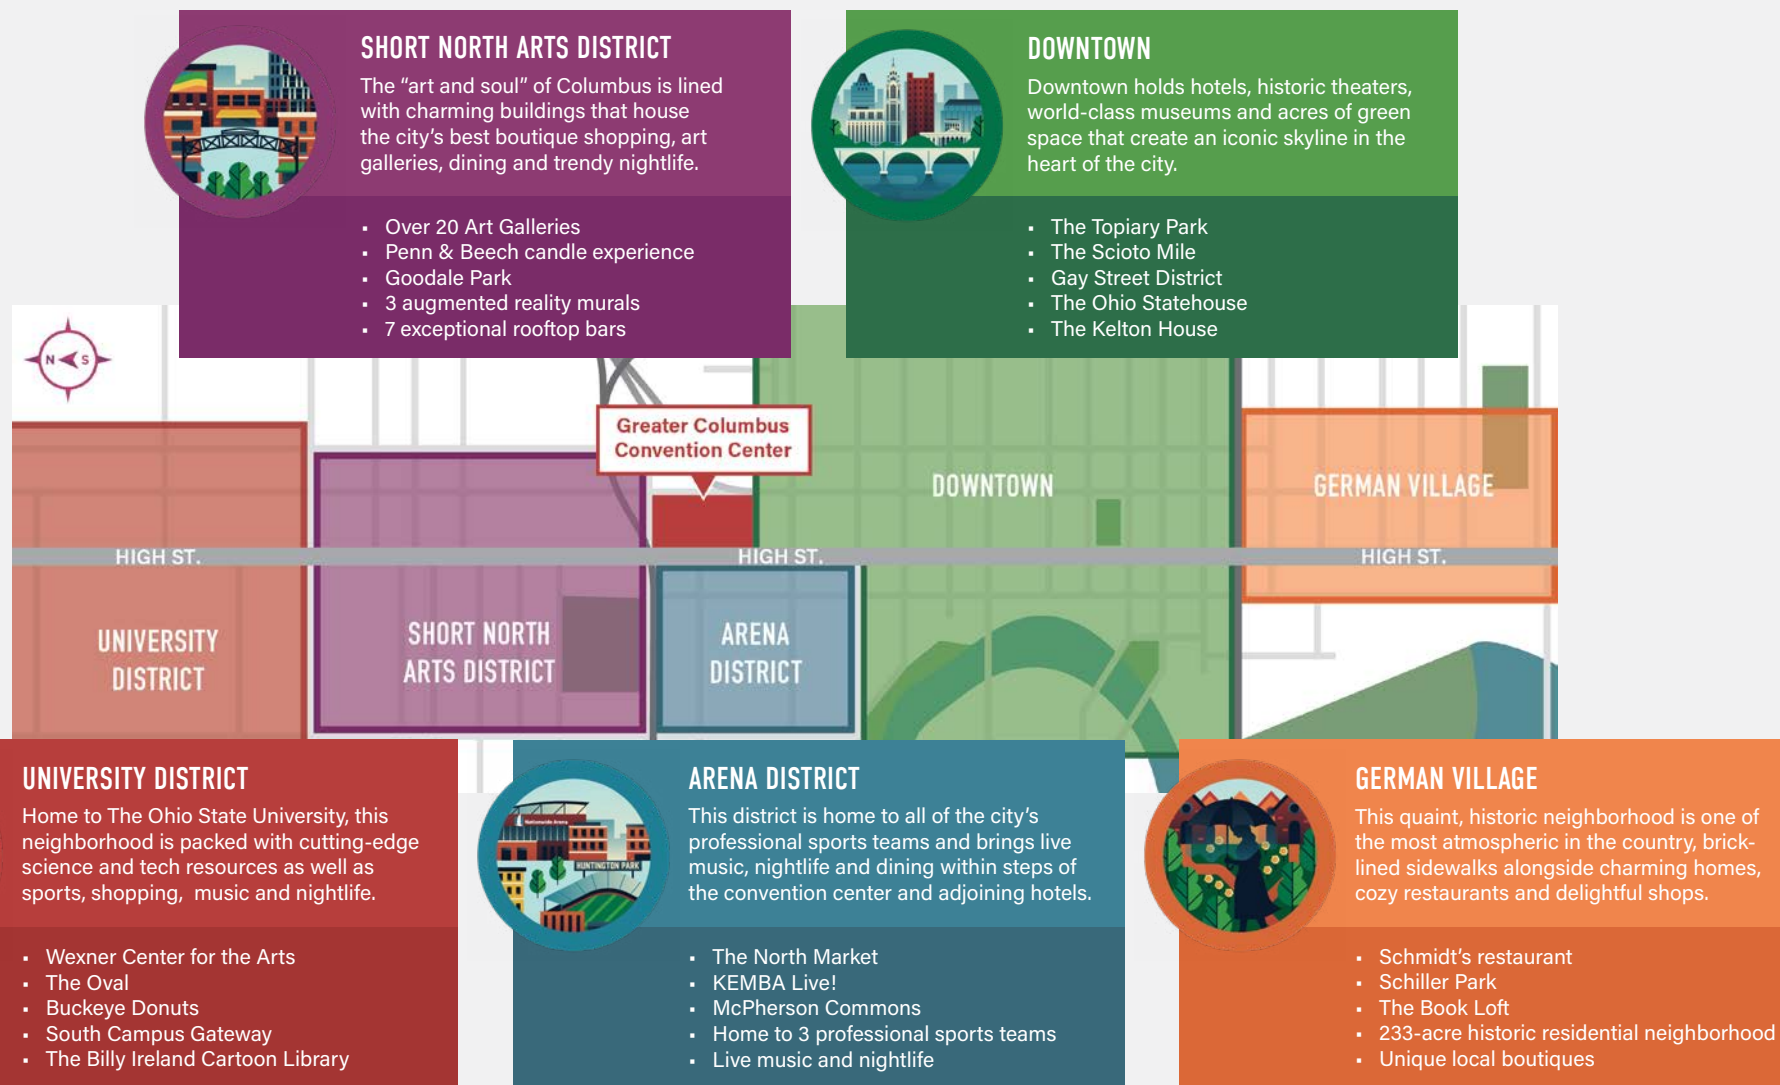 SHORT NORTH ARTS DISTRICT
The “art and soul” of Columbus is lined
with charming buildings that house
the city’s best boutique shopping, art
galleries, dining and trendy nightlife.
▪ Over 20 Art Galleries
▪ Penn & Beech candle experience
▪ Goodale Park
▪ 3 augmented reality murals
▪ 7 exceptional rooftop bars
DOWNTOWN
Downtown holds hotels, historic theaters,
world-class museums and acres of green
space that create an iconic skyline in the
heart of the city.
▪ The Topiary Park
▪ The Scioto Mile
▪ Gay Street District
▪ The Ohio Statehouse
▪ The Kelton House
N S
Greater Columbus
Convention Center
DOWNTOWN
GERMAN VILLAGE
HIGH ST.
HIGH ST.
HIGH ST.
UNIVERSITY
DISTRICT
SHORT NORTH
ARTS DISTRICT
ARENA
DISTRICT
UNIVERSITY DISTRICT
Home to The Ohio State University, this
neighborhood is packed with cutting-edge
science and tech resources as well as
sports, shopping, music and nightlife.
▪ Wexner Center for the Arts
▪ The Oval
▪ Buckeye Donuts
▪ South Campus Gateway
▪ The Billy Ireland Cartoon Library
Nationwide Arena
HUNTINGTON PARK
ARENA DISTRICT
This district is home to all of the city’s
professional sports teams and brings live
music, nightlife and dining within steps of
the convention center and adjoining hotels.
▪ The North Market
▪ KEMBA Live!
▪ McPherson Commons
▪ Home to 3 professional sports teams
▪ Live music and nightlife
GERMAN VILLAGE
This quaint, historic neighborhood is one of
the most atmospheric in the country, brick-
lined sidewalks alongside charming homes,
cozy restaurants and delightful shops.
▪ Schmidt’s restaurant
▪ Schiller Park
▪ The Book Loft
▪ 233-acre historic residential neighborhood
▪ Unique local boutiques